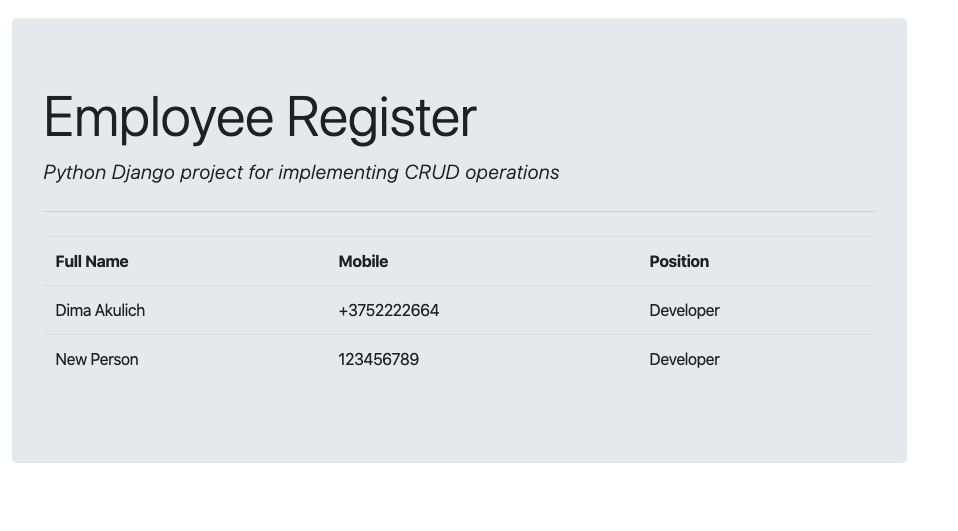 Employee Register
Python Django project for implementing CRUD operations
Full Name Mobile Position
Dima Akulich +3752222664 Developer
New Person 123456789 Developer